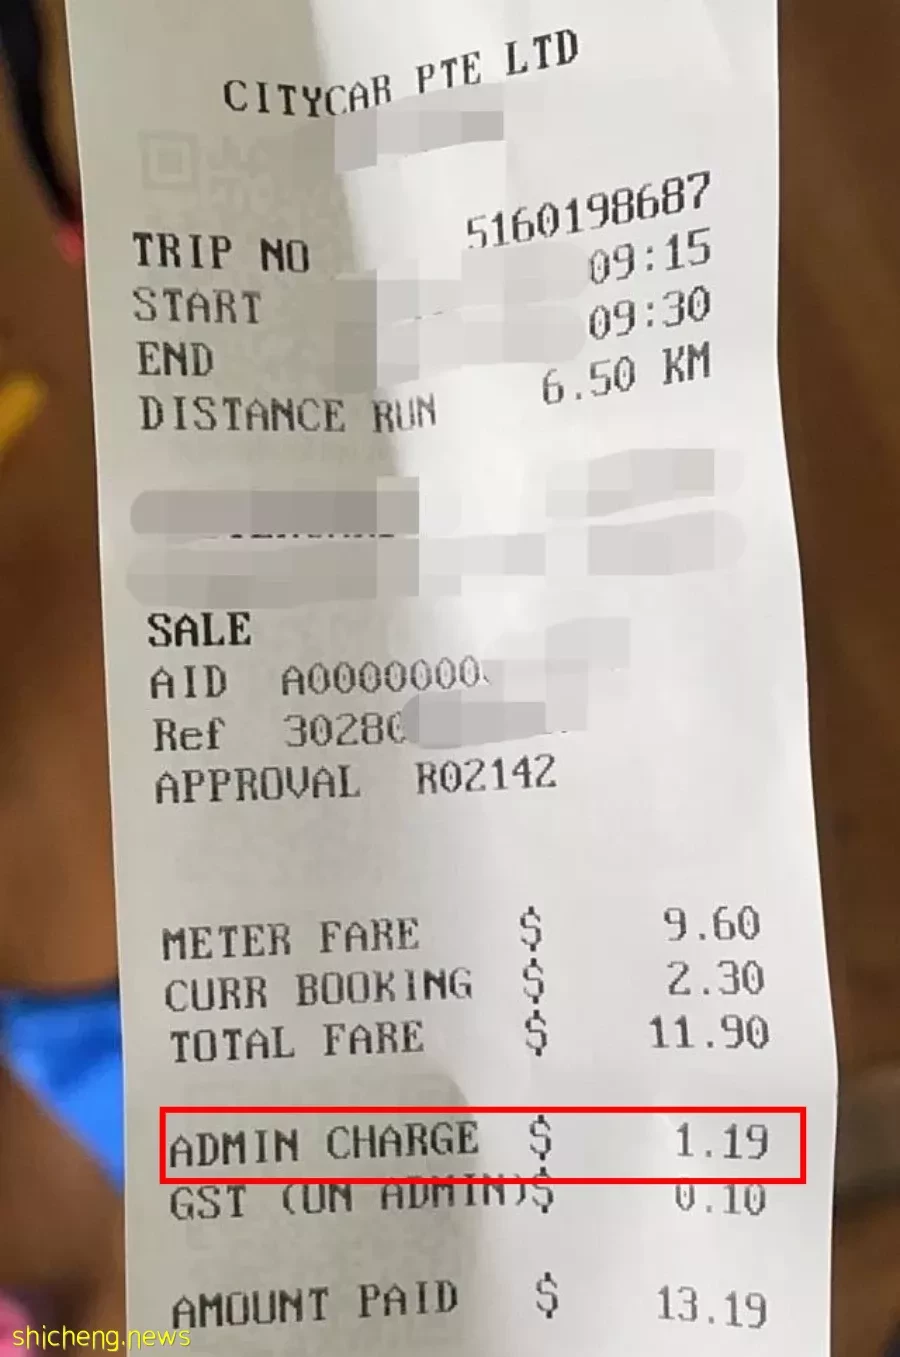 CITYCAR PTE LTD
TRIP NO 5160198687
START 09:15
END 09:30
DISTANCE RUN 6.50 KM
SALE
AID A0000000
Ref 30280
APPROVAL R02142
METER FARE $ 9.60
CURR BOOKING $ 2.30
TOTAL FARE $ 11.90
ADMIN CHARGE $ 1.19
GST (ON ADMIN)$ 0.10
AMOUNT PAID $ 13.19
shicheng.news